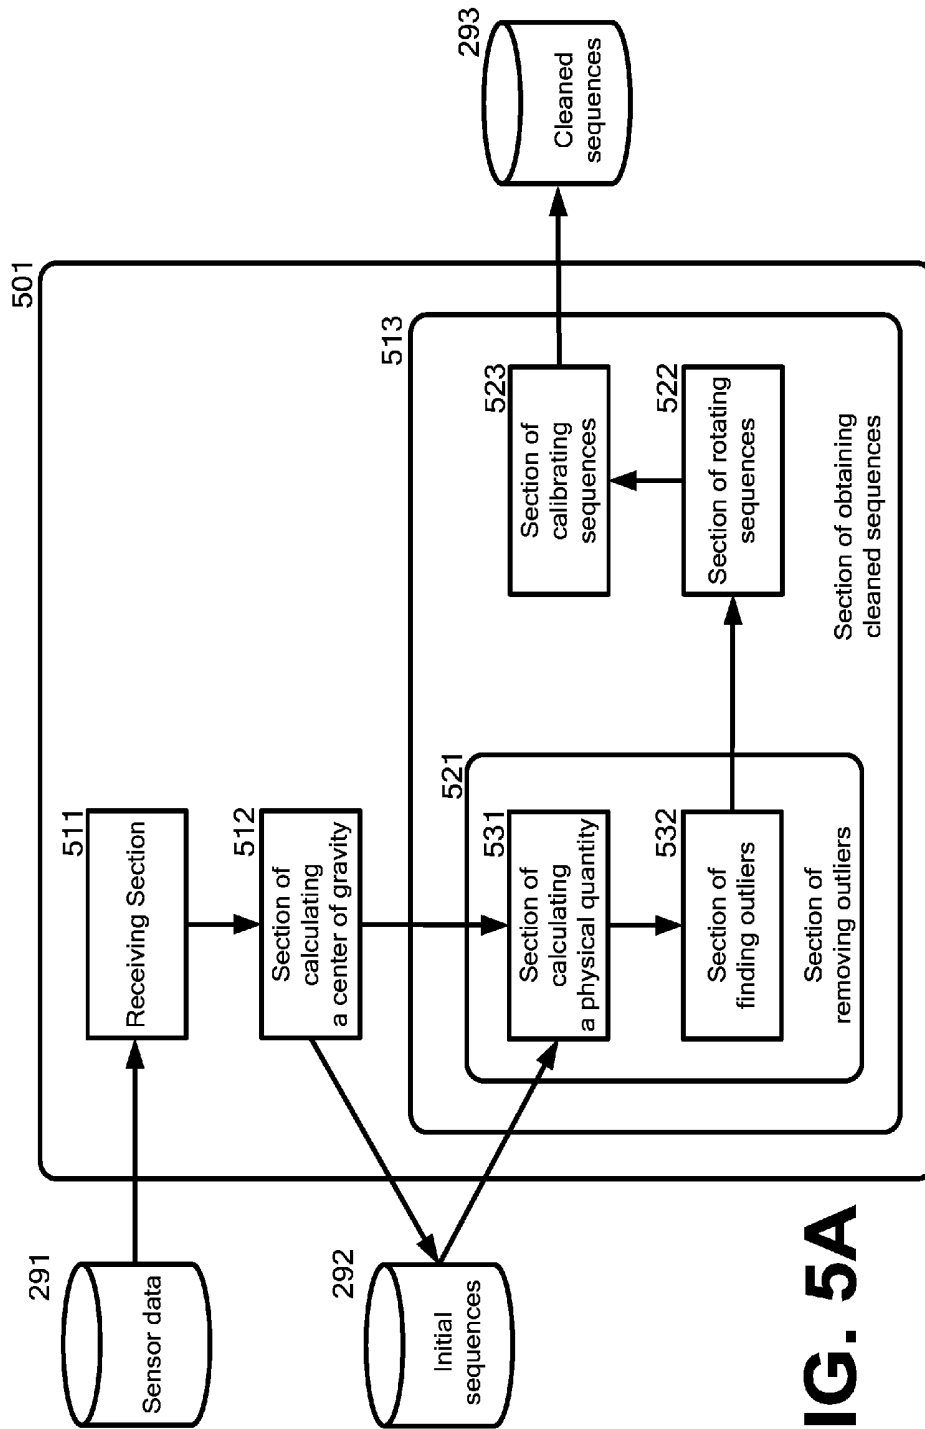 501
291
Sensor data
511
Receiving Section
512
Section of
calculating
a center of gravity
292
Initial
sequences
513
521
531
Section of
calculating
a physical quantity
532
Section of
finding outliers
Section of
removing outliers
523
Section of
calibrating
sequences
522
Section of rotating
sequences
Section of obtaining
cleaned sequences
293
Cleaned
sequences
IG. 5A